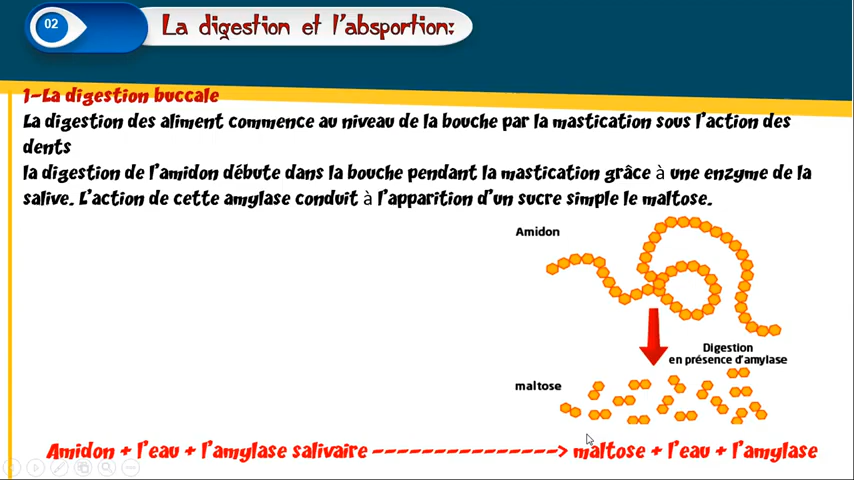 02
La digestion et l'absportion:
1-La digestion buccale
La digestion des aliment commence au niveau de la bouche par la mastication sous l'action des
dents
la digestion de l'amidon débute dans la bouche pendant la mastication grâce à une enzyme de la
salive. L'action de cette amylase conduit à l'apparition d'un sucre simple le maltose.
Amidon
Digestion
en présence d'amylase
maltose
Amidon + l'eau + l'amylase salivaire ---------------> maltose + l'eau + l'amylase